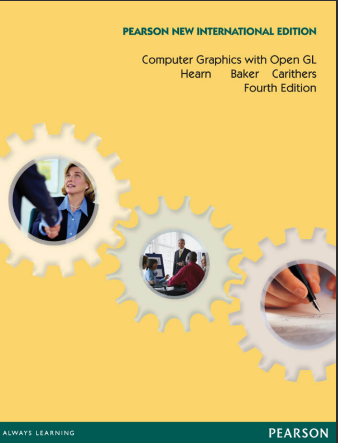 PEARSON NEW INTERNATIONAL EDITION
Computer Graphics with Open GL
Hearn Baker Carithers
Fourth Edition
ALWAYS LEARNING PEARSON